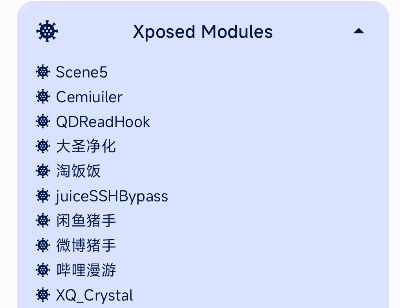 Xposed Modules
Scene5
Cemiuiler
QDReadHook
大圣净化
淘饭饭
juiceSSHBypass
闲鱼猪手
微博猪手
哔哩漫游
XQ_Crystal